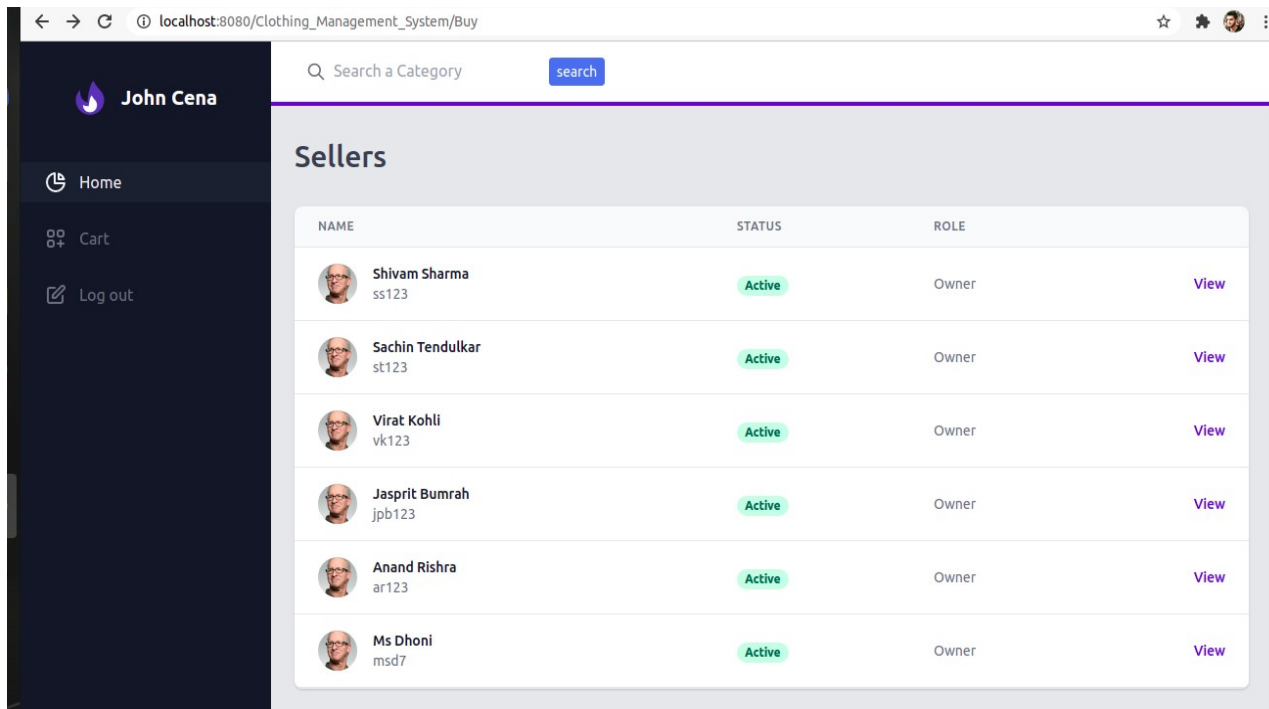 localhost:8080/Clothing_Management_System/Buy
John Cena
Home
Cart
Log out
Search a Category search
Sellers
NAME STATUS ROLE
Shivam Sharma
ss123
Active Owner View
Sachin Tendulkar
st123
Active Owner View
Virat Kohli
vk123
Active Owner View
Jasprit Bumrah
jpb123
Active Owner View
Anand Rishra
ar123
Active Owner View
Ms Dhoni
msd7
Active Owner View